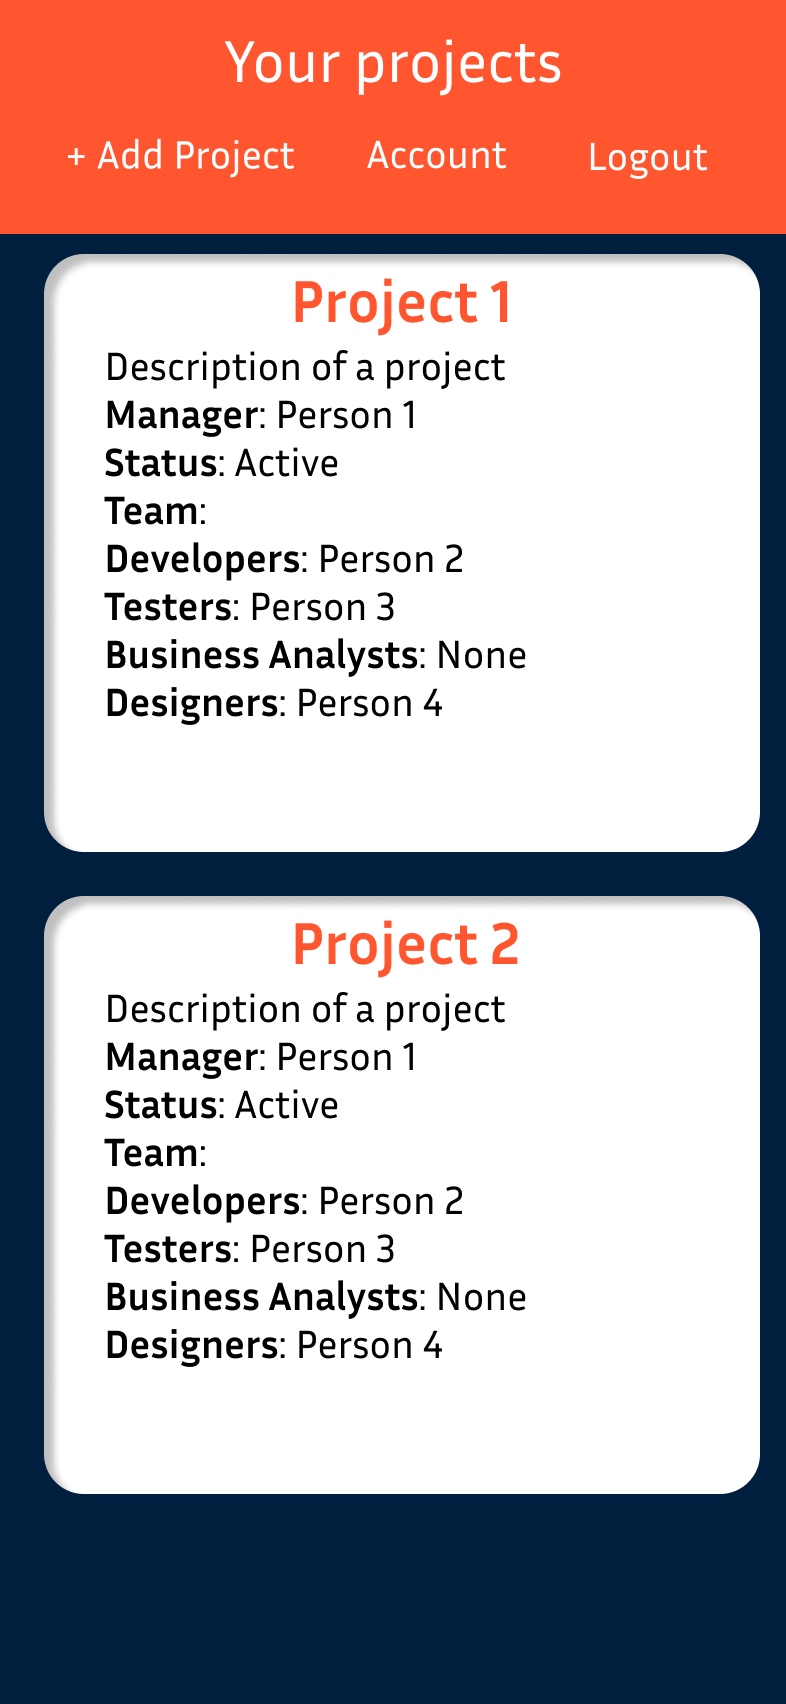 Your projects
+ Add Project Account Logout
Project 1
Description of a project
Manager: Person 1
Status: Active
Team:
Developers: Person 2
Testers: Person 3
Business Analysts: None
Designers: Person 4
Project 2
Description of a project
Manager: Person 1
Status: Active
Team:
Developers: Person 2
Testers: Person 3
Business Analysts: None
Designers: Person 4